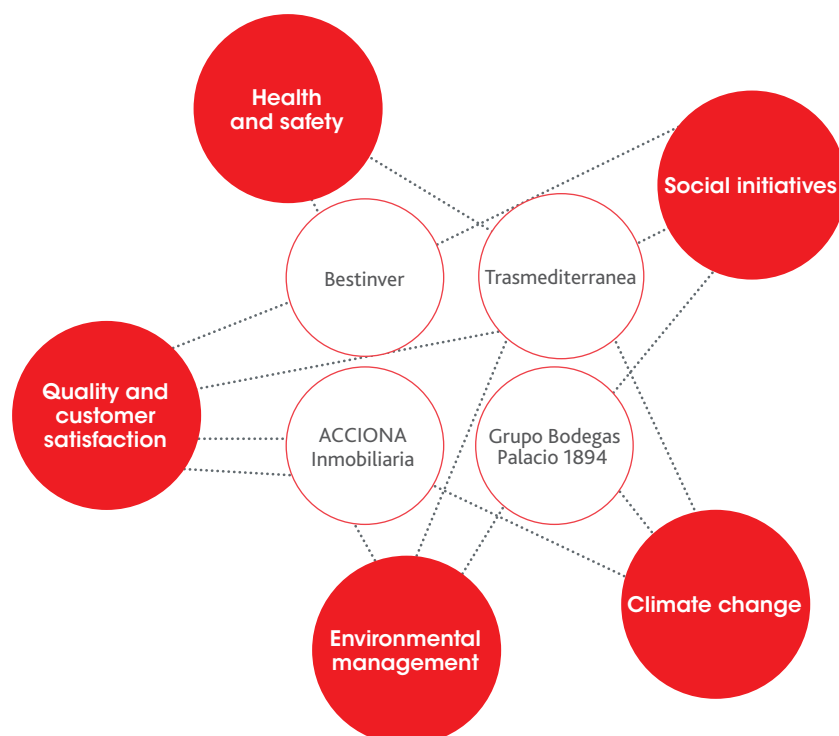 Health
and safety
Social initiatives
Bestinver
Trasmediterranea
Quality and
customer
satisfaction
ACCIONA
Inmobiliaria
Grupo Bodegas
Palacio 1894
Climate change
Environmental
management